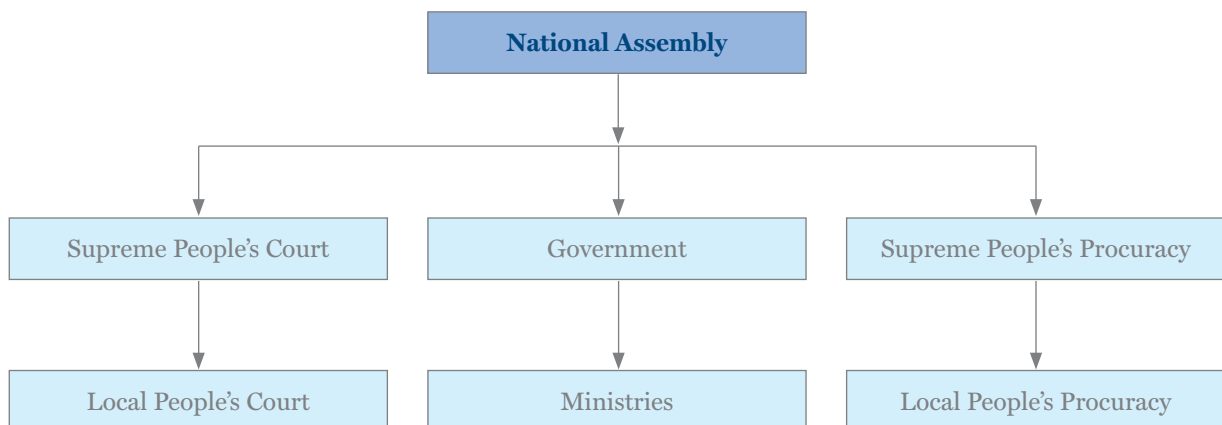 National Assembly
Supreme People’s Court
Government
Supreme People’s Procuracy
Local People’s Court
Ministries
Local People’s Procuracy